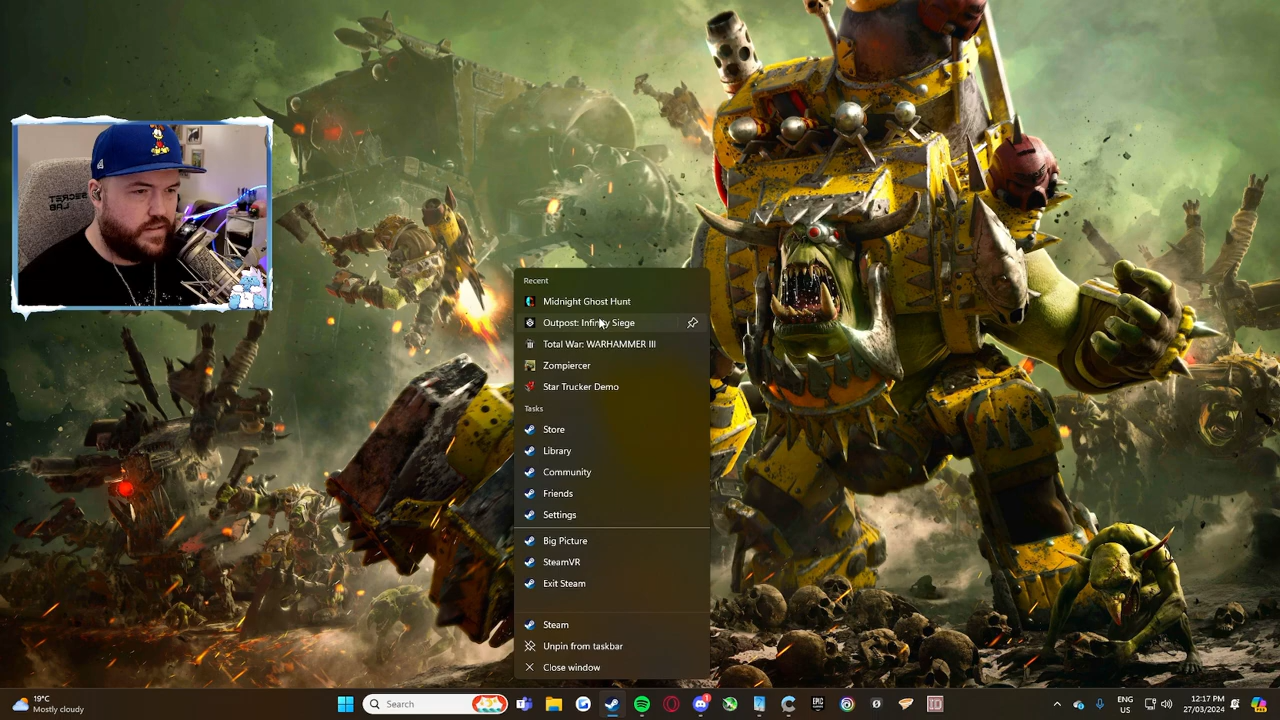 SECRET
LAB
Recent
Midnight Ghost Hunt
Outpost: Infinity Siege
Total War: WARHAMMER III
Zompiercer
Star Trucker Demo
Tasks
Store
Library
Community
Friends
Settings
Big Picture
SteamVR
Exit Steam
Steam
Unpin from taskbar
Close window
19°C
Mostly cloudy
Search
ENG
US
12:17 PM
27/03/2024